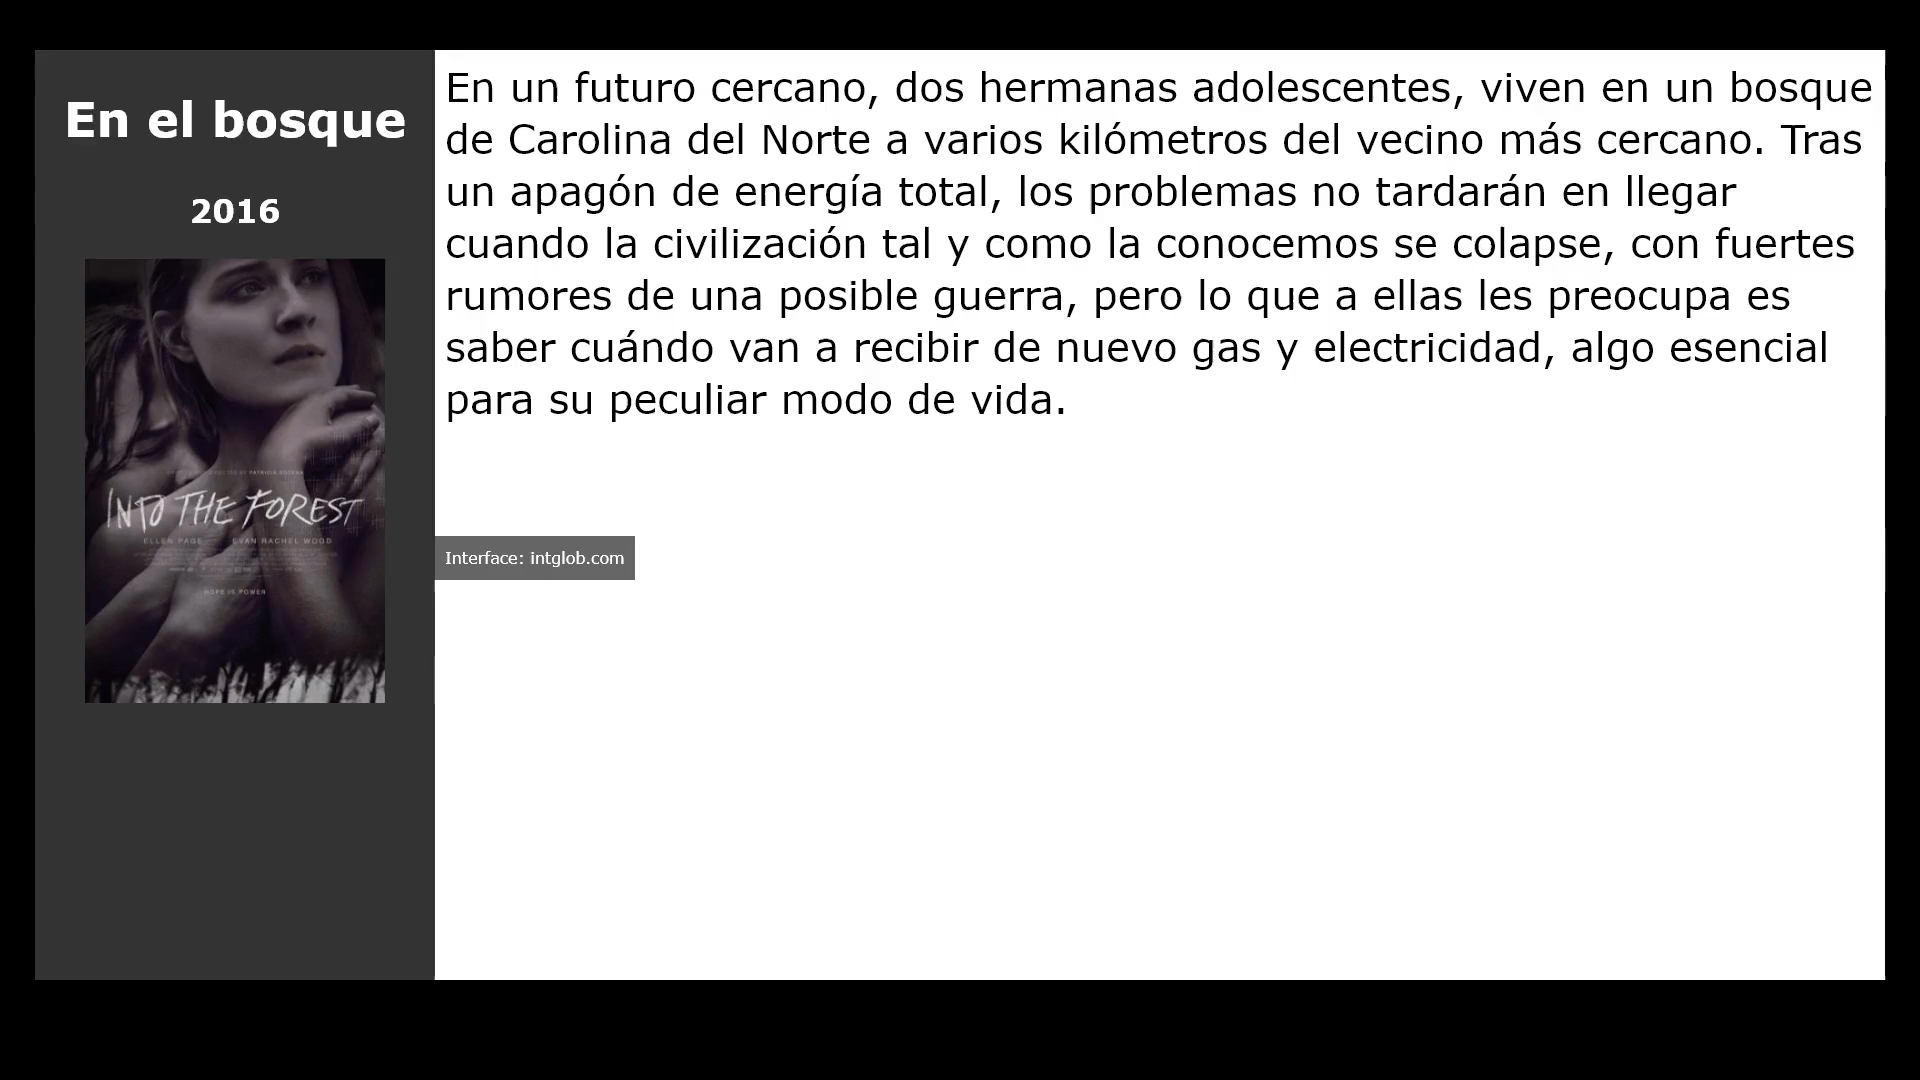 En el bosque
2016
INTO THE FOREST
ELLEN PAGE EVAN RACHEL WOOD
HOPE IS POWER
En un futuro cercano, dos hermanas adolescentes, viven en un bosque
de Carolina del Norte a varios kilómetros del vecino más cercano. Tras
un apagón de energía total, los problemas no tardarán en llegar
cuando la civilización tal y como la conocemos se colapse, con fuertes
rumores de una posible guerra, pero lo que a ellas les preocupa es
saber cuándo van a recibir de nuevo gas y electricidad, algo esencial
para su peculiar modo de vida.
Interface: intglob.com